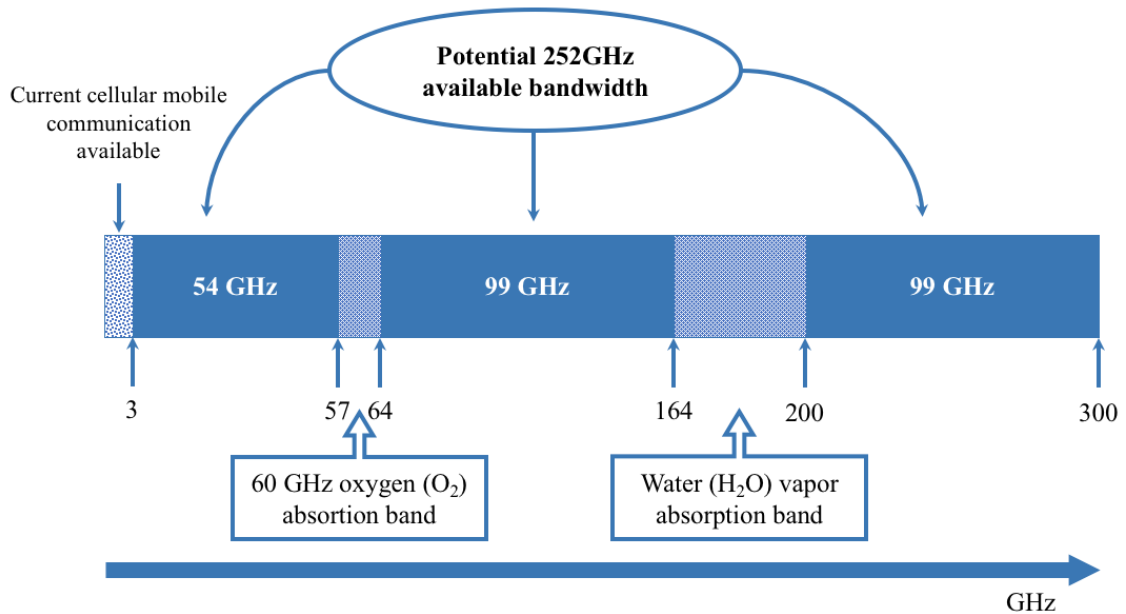 Potential 252GHz
available bandwidth
Current cellular mobile
communication
available
54 GHz
99 GHz
99 GHz
3
57
64
164
200
300
60 GHz oxygen (O₂)
absortion band
Water (H₂O) vapor
absorption band
GHz